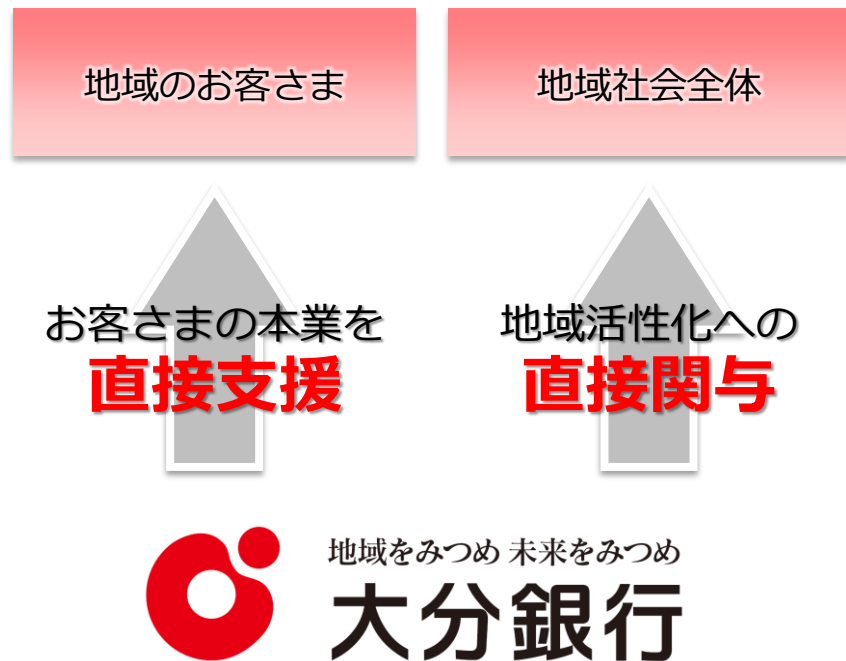 地域のお客さま
地域社会全体
お客さまの本業を
直接支援
地域活性化への
直接関与
地域をみつめ 未来をみつめ
大分銀行